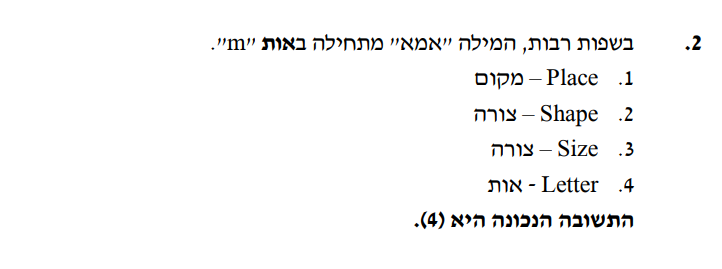 2. בשפות רבות, המילה "אמא" מתחילה באות "m".
1. Place – מקום
2. Shape – צורה
3. Size – צורה
4. Letter - אות
התשובה הנכונה היא (4).